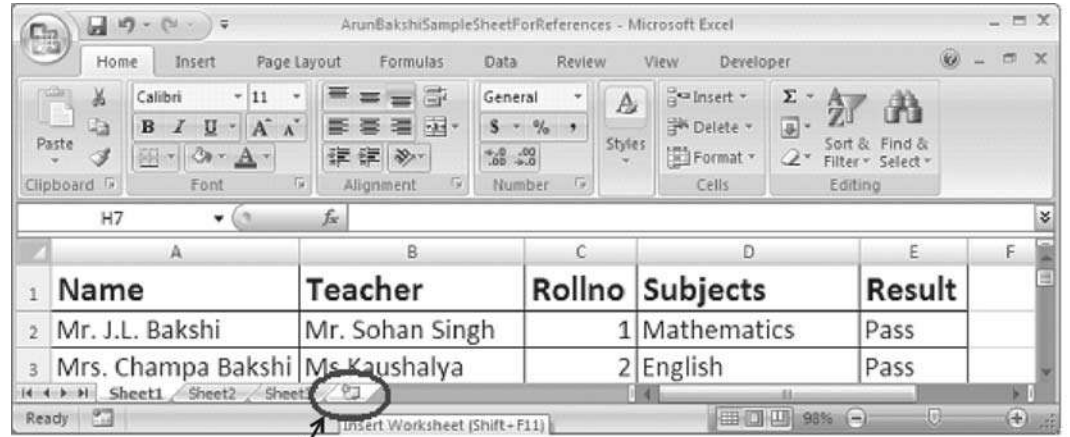 ArunBakshiSampleSheetForReferences - Microsoft Excel
Home Insert Page Layout Formulas Data Review View Developer
Calibri 11 General Insert Σ
Paste B I U A A $ % , Styles Delete Sort & Filter Find & Select
A .00 .0 Format
Clipboard Font Alignment Number Cells Editing
H7 fx
A B C D E F
1 Name Teacher Rollno Subjects Result
2 Mr. J.L. Bakshi Mr. Sohan Singh 1 Mathematics Pass
3 Mrs. Champa Bakshi Ms Kaushalya 2 English Pass
Sheet1 Sheet2 Sheet3
Ready 98%
Insert Worksheet (Shift+F11)